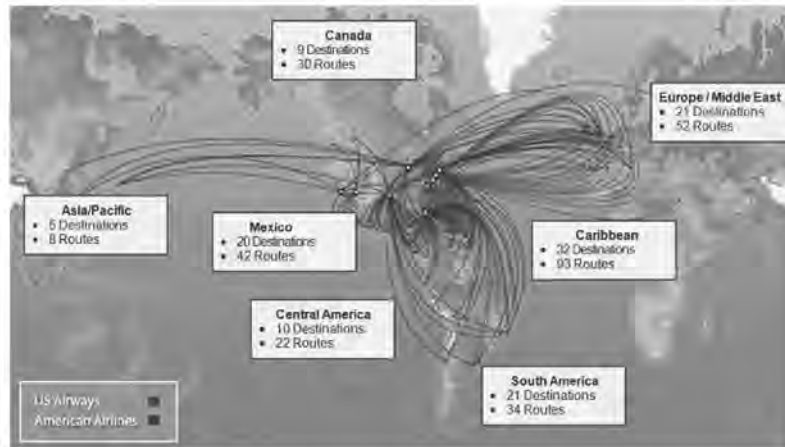 Canada
• 9 Destinations
• 30 Routes
Europe / Middle East
• 21 Destinations
• 52 Routes
Asia/Pacific
• 5 Destinations
• 8 Routes
Mexico
• 20 Destinations
• 42 Routes
Caribbean
• 32 Destinations
• 93 Routes
Central America
• 10 Destinations
• 22 Routes
South America
• 21 Destinations
• 34 Routes
US Airways
American Airlines